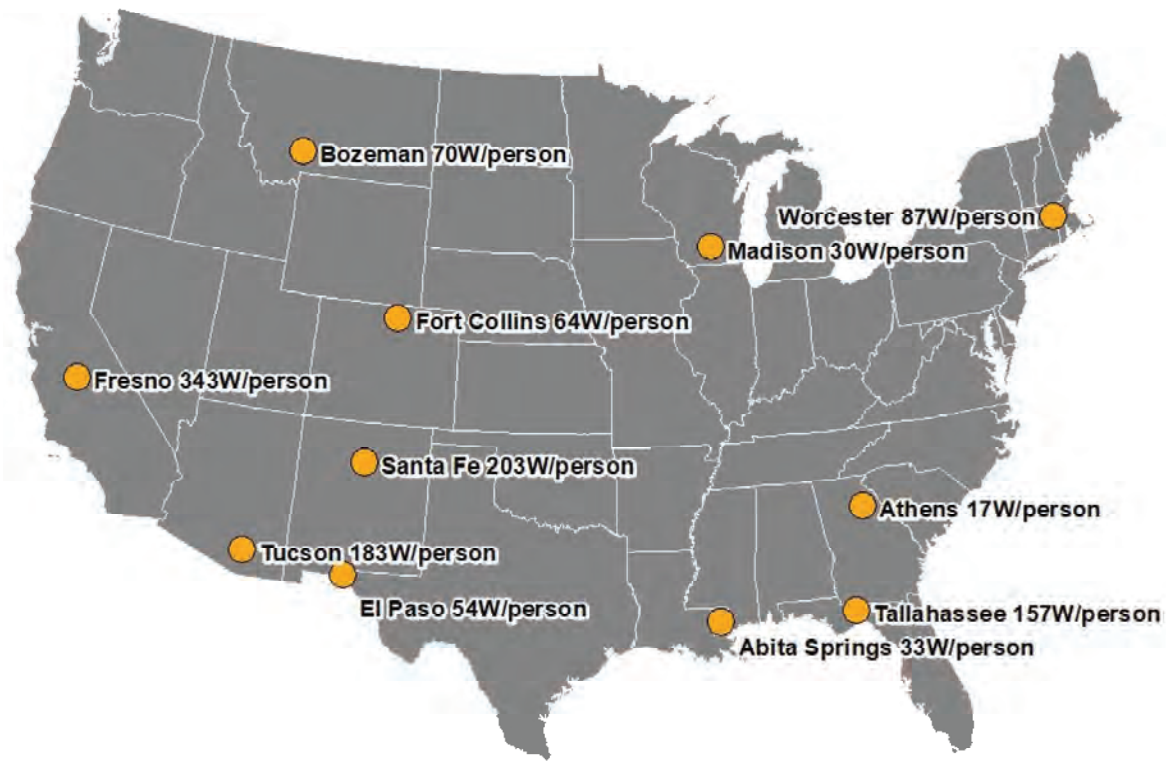 Bozeman 70W/person
Worcester 87W/person
Madison 30W/person
Fort Collins 64W/person
Fresno 343W/person
Santa Fe 203W/person
Athens 17W/person
Tucson 183W/person
El Paso 54W/person
Tallahassee 157W/person
Abita Springs 33W/person